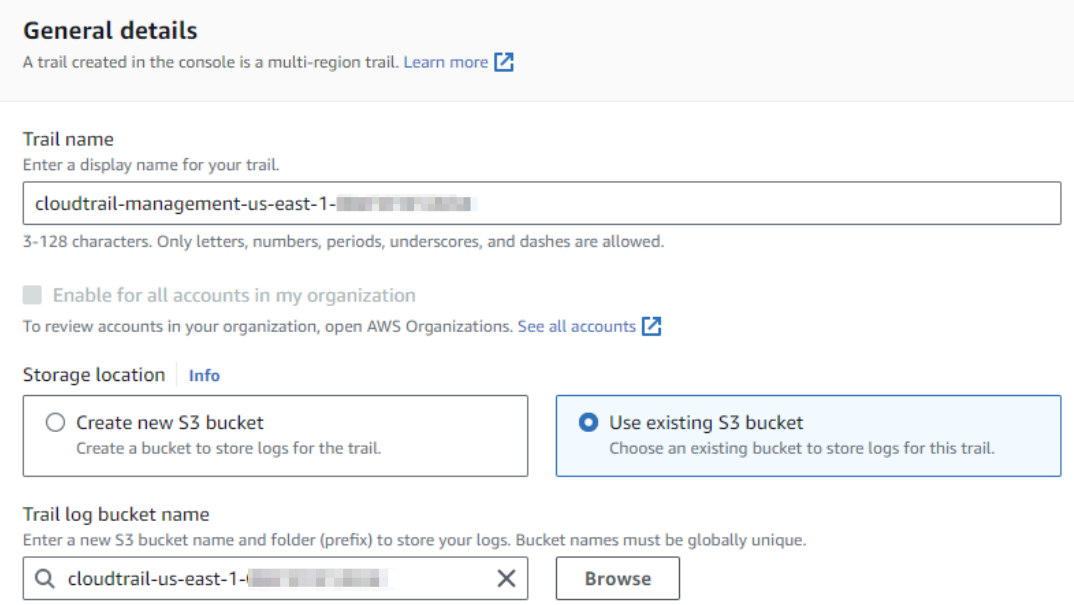 General details
A trail created in the console is a multi-region trail. Learn more
Trail name
Enter a display name for your trail.
cloudtrail-management-us-east-1-
3-128 characters. Only letters, numbers, periods, underscores, and dashes are allowed.
Enable for all accounts in my organization
To review accounts in your organization, open AWS Organizations. See all accounts
Storage location Info
Create new S3 bucket
Create a bucket to store logs for the trail.
Use existing S3 bucket
Choose an existing bucket to store logs for this trail.
Trail log bucket name
Enter a new S3 bucket name and folder (prefix) to store your logs. Bucket names must be globally unique.
cloudtrail-us-east-1-
Browse